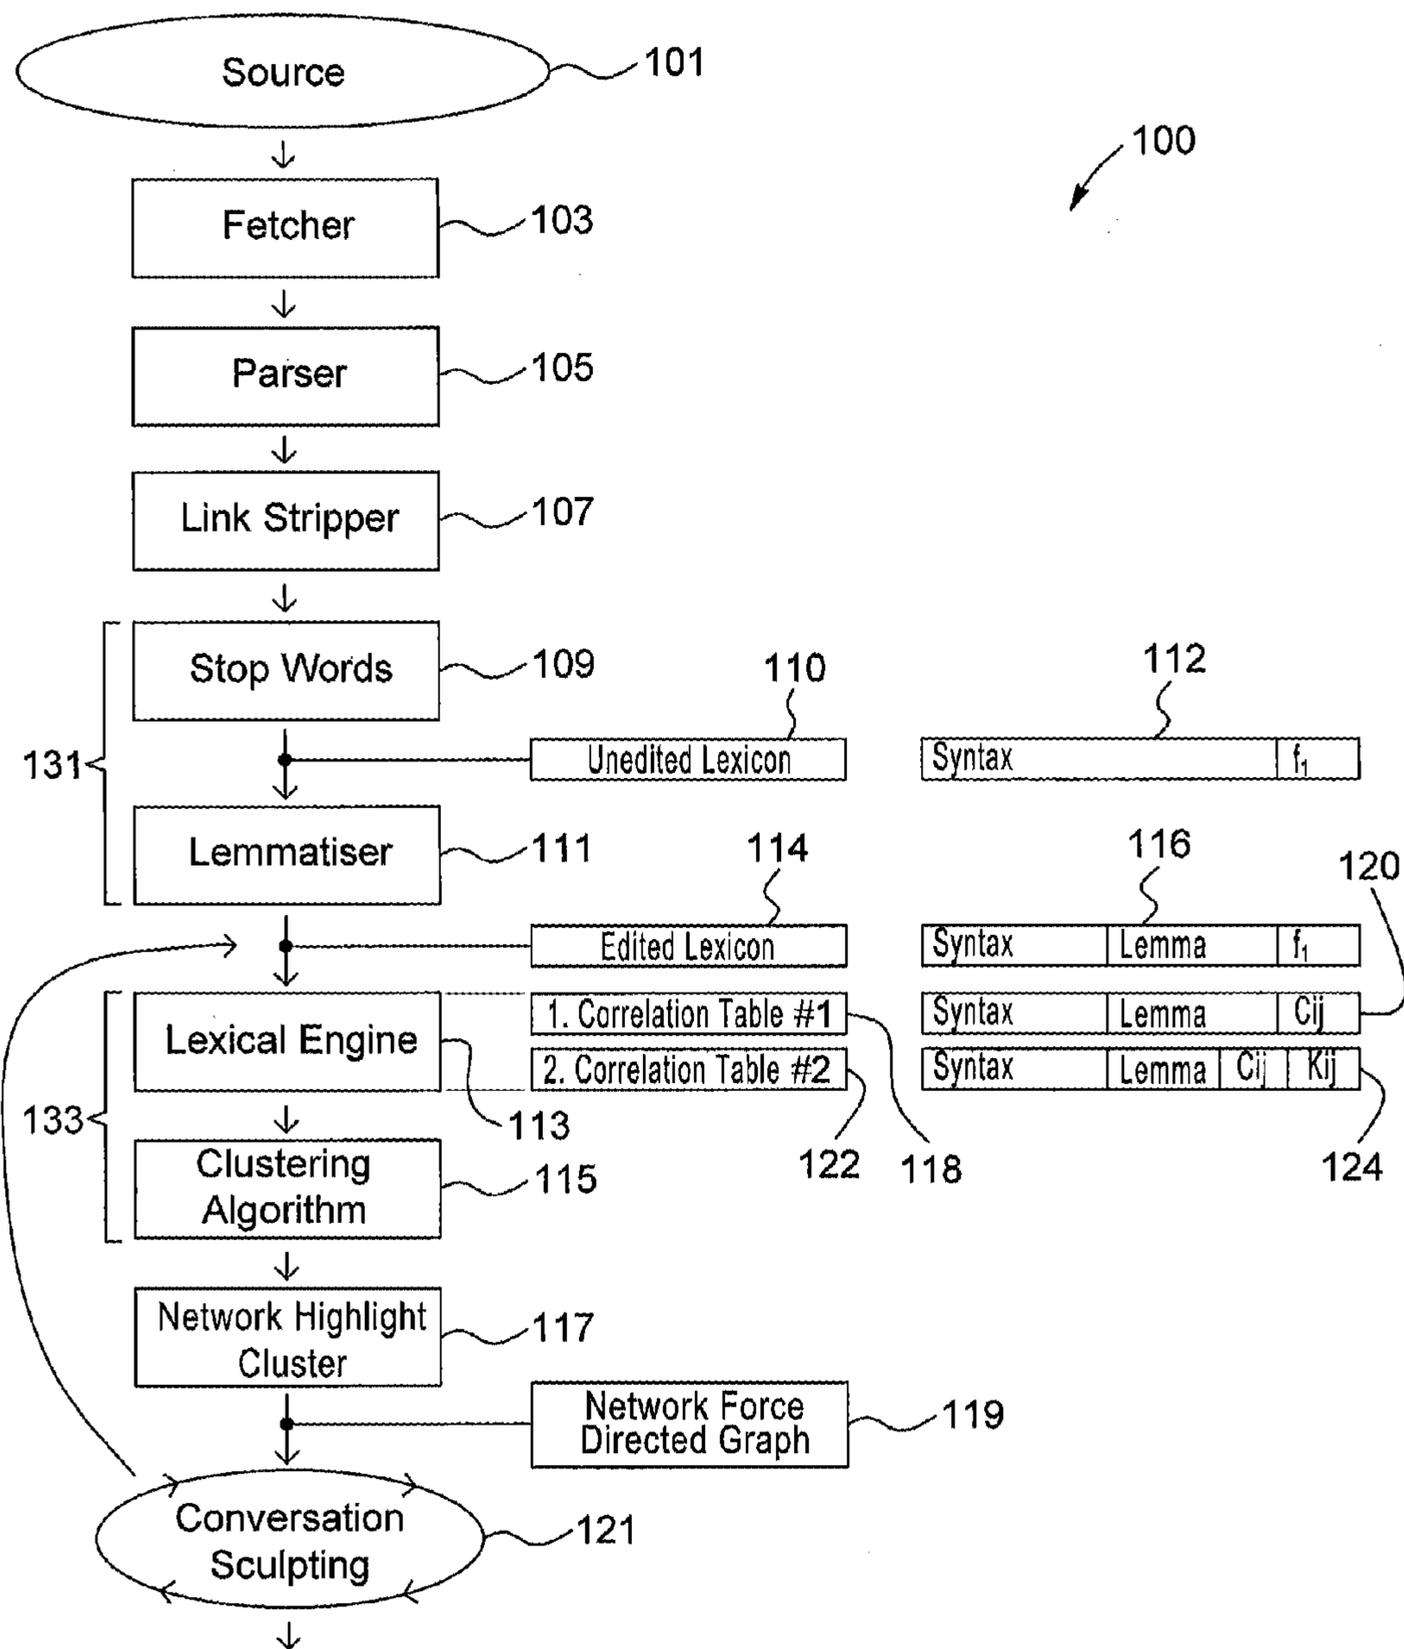 Source
101
100
Fetcher
103
Parser
105
Link Stripper
107
Stop Words
109
110
112
131
Unedited Lexicon
Syntax
f₁
Lemmatiser
111
114
116
120
Edited Lexicon
Syntax
Lemma
f₁
133
Lexical Engine
1. Correlation Table #1
Syntax
Lemma
Cij
2. Correlation Table #2
Syntax
Lemma
Cij
Kij
113
122
118
124
Clustering
Algorithm
115
Network Highlight
Cluster
117
Network Force
Directed Graph
119
Conversation
Sculpting
121